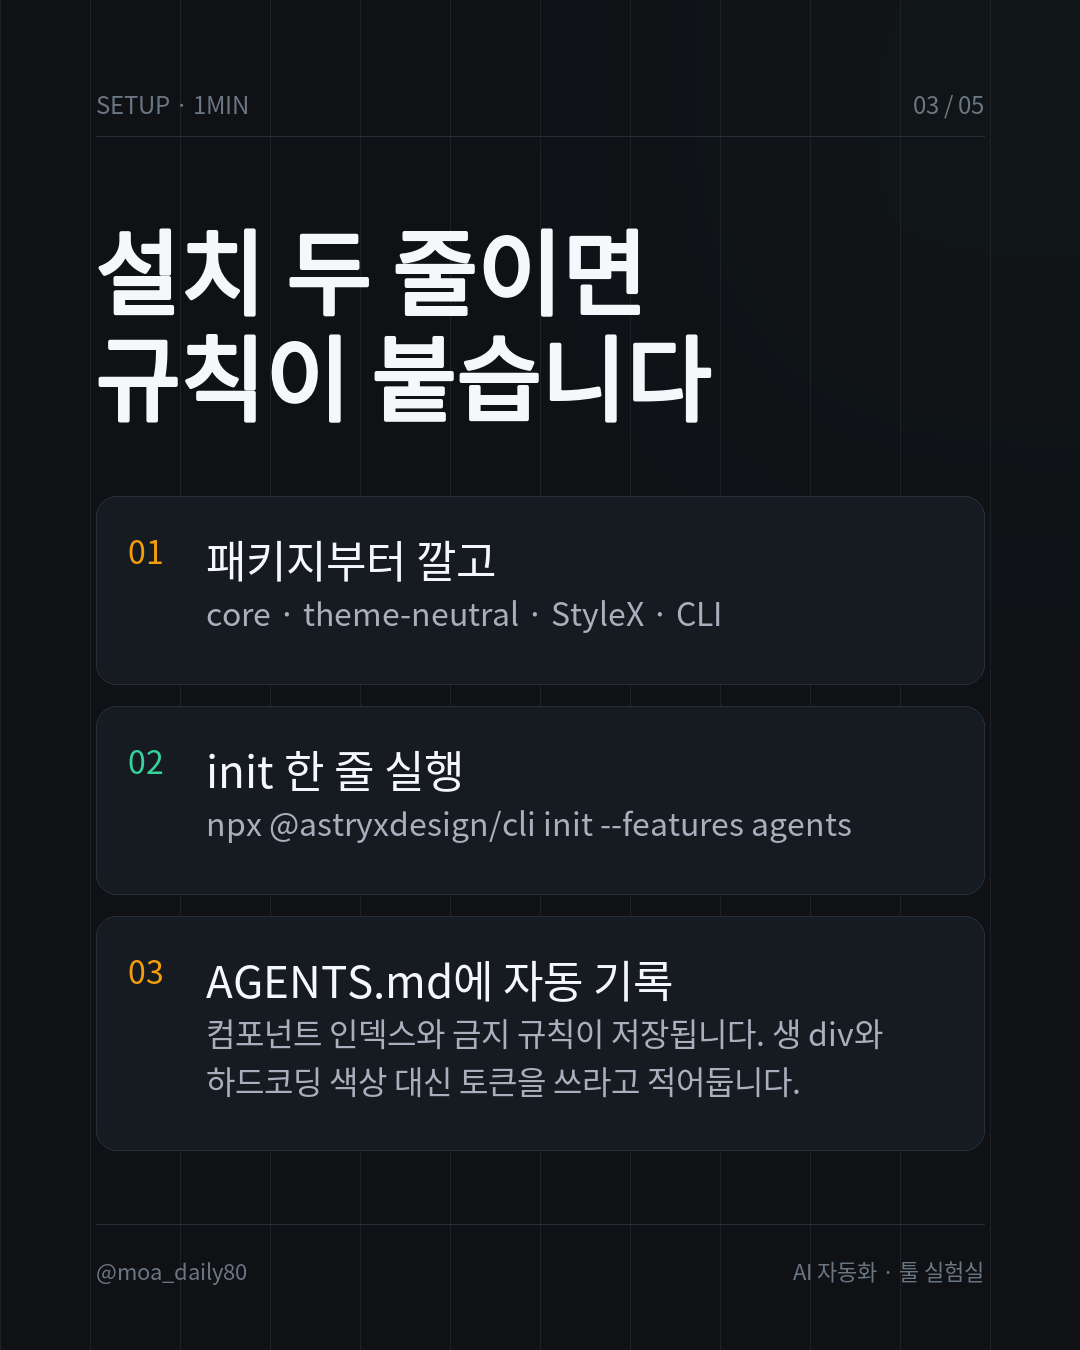 SETUP · 1MIN
03 / 05
설치 두 줄이면
규칙이 붙습니다
01
패키지부터 깔고
core · theme-neutral · StyleX · CLI
02
init 한 줄 실행
npx @astryxdesign/cli init --features agents
03
AGENTS.md에 자동 기록
컴포넌트 인덱스와 금지 규칙이 저장됩니다. 생 div와
하드코딩 색상 대신 토큰을 쓰라고 적어둡니다.
@moa_daily80
AI 자동화 · 툴 실험실